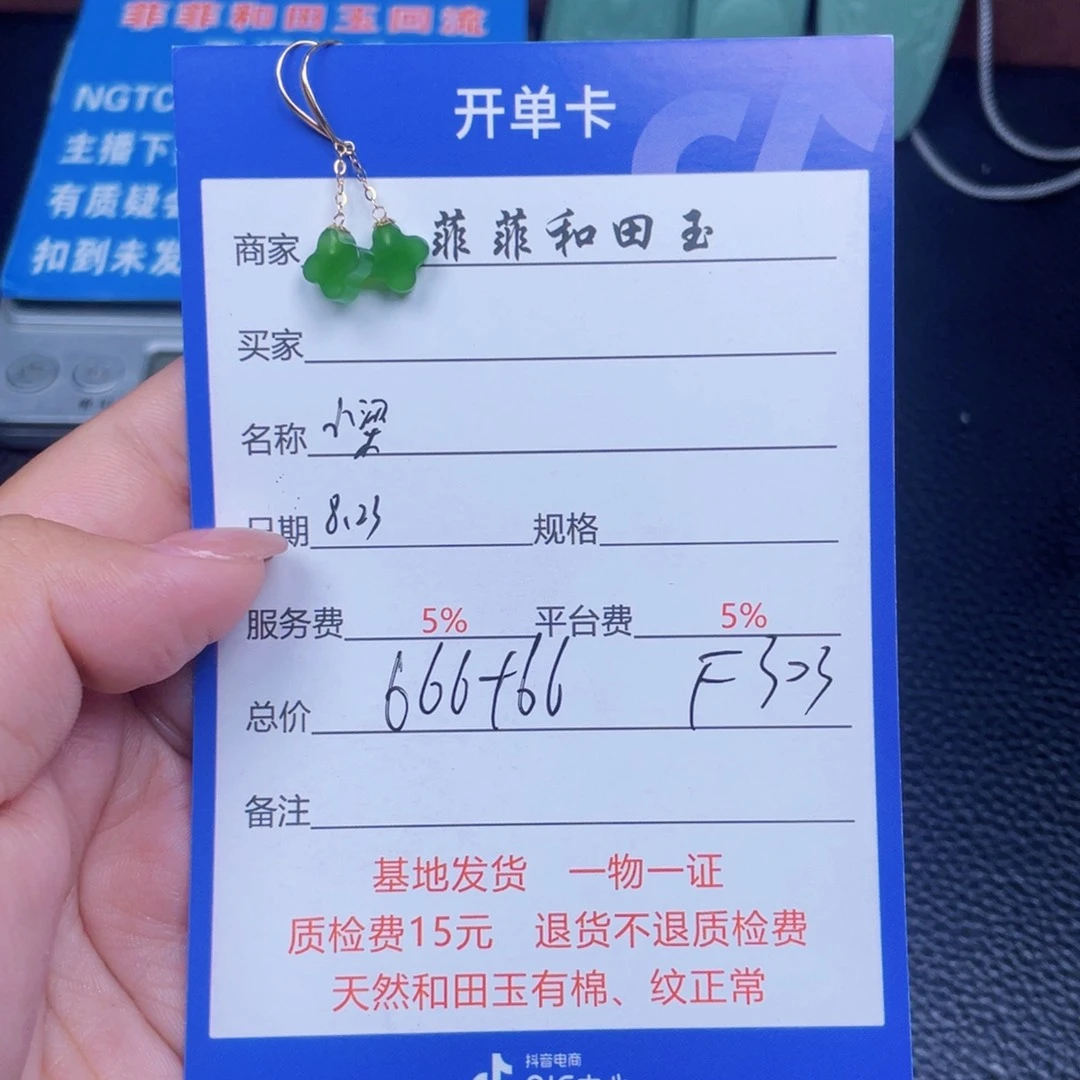 菲菲和田玉回流
NGTC
主播下
有质疑
扣到未发
开单卡
商家 菲菲和田玉
买家
名称 小梁
日期 8.23 规格
服务费 5% 平台费 5%
总价 666+66 F303
备注
基地发货 一物一证
质检费15元 退货不退质检费
天然和田玉有棉、纹正常
抖音电商